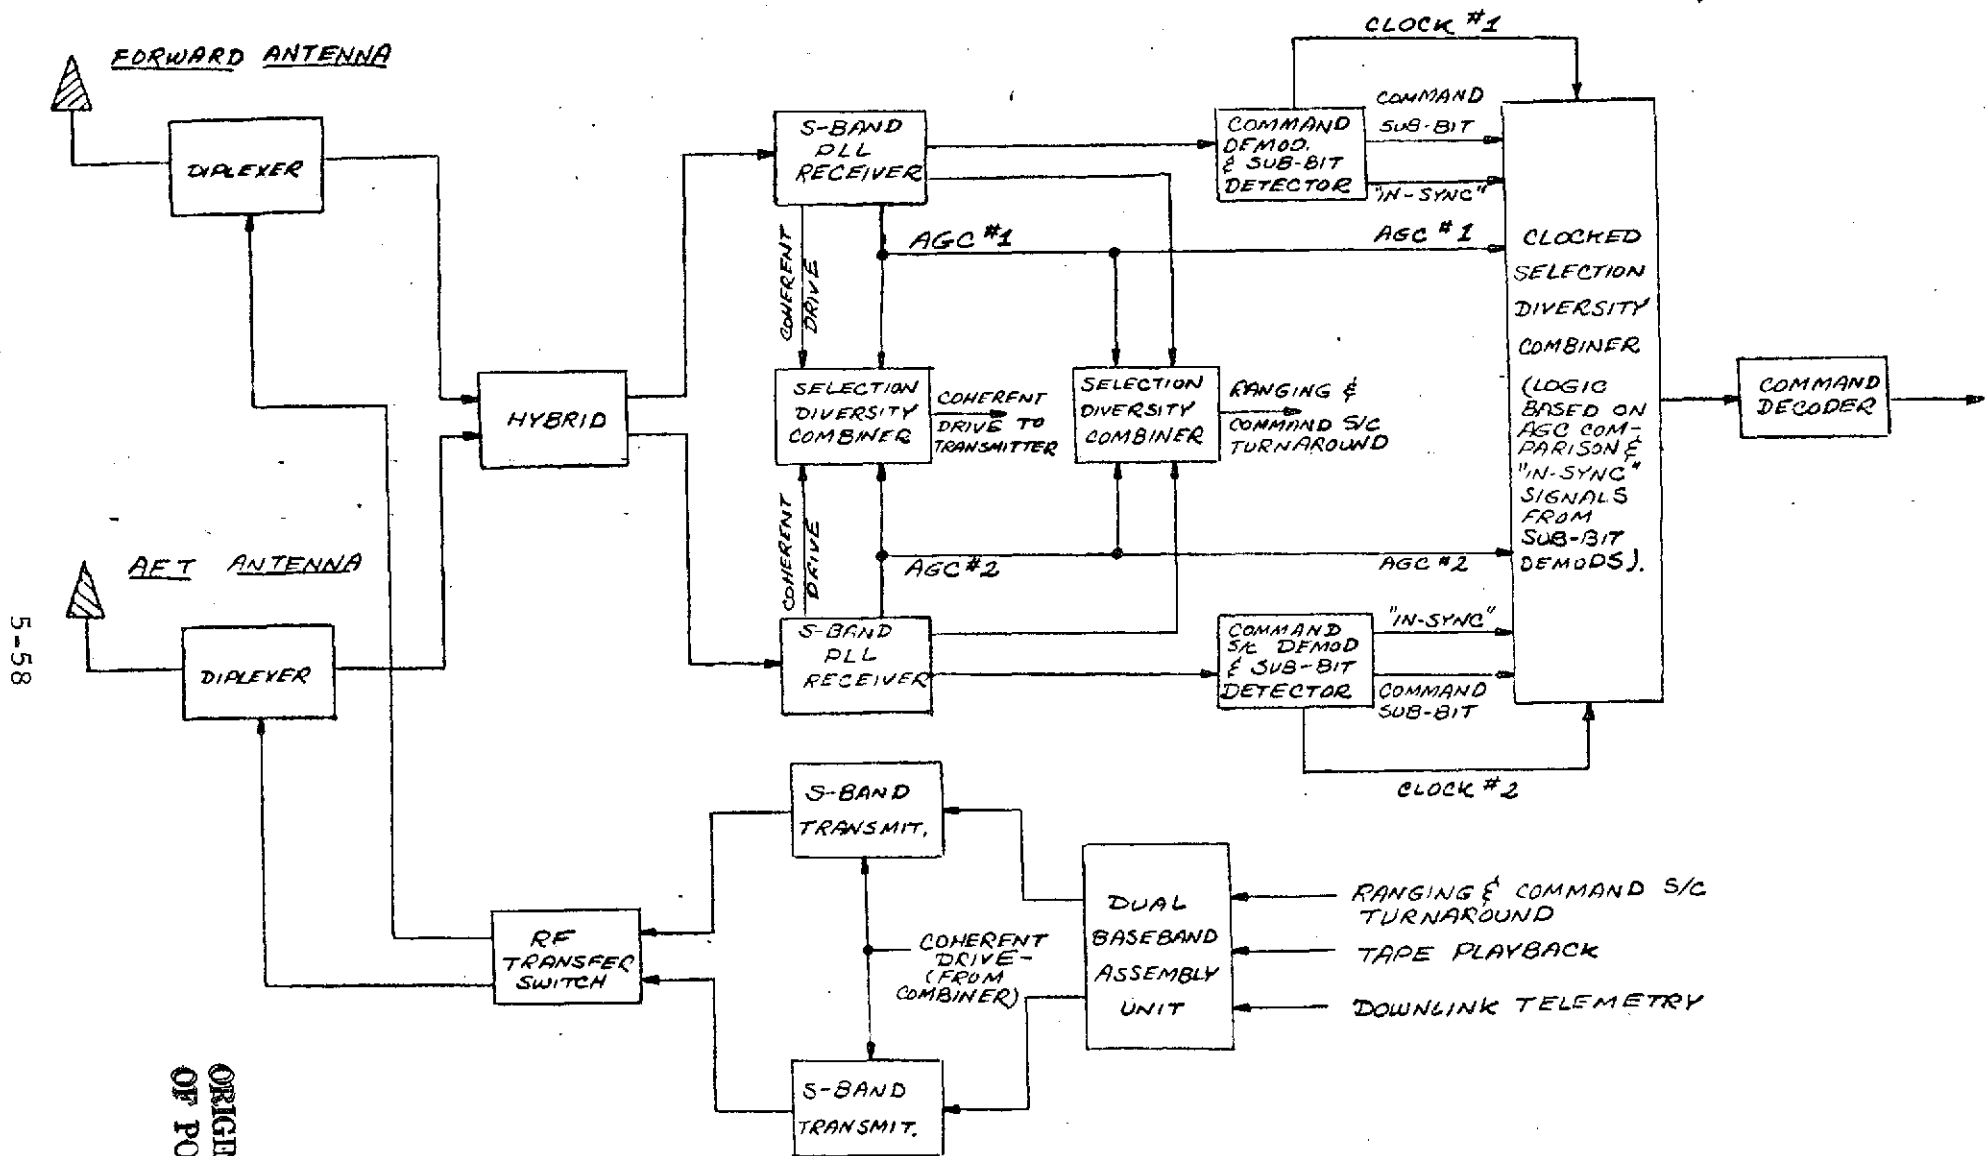 CLOCK #1
FORWARD ANTENNA
DIPLEXER
S-BAND
PLL
RECEIVER
COMMAND
DEMOD.
& SUB-BIT
DETECTOR
COMMAND
SUB-BIT
"IN-SYNC"
AGC #1
AGC #1
COHERENT
DRIVE
CLOCKED
SELECTION
DIVERSITY
COMBINER
(LOGIC
BASED ON
AGC COM-
PARISON &
"IN-SYNC"
SIGNALS
FROM
SUB-BIT
DEMODS).
HYBRID
SELECTION
DIVERSITY
COMBINER
COHERENT
DRIVE TO
TRANSMITTER
SELECTION
DIVERSITY
COMBINER
RANGING &
COMMAND S/C
TURNAROUND
COMMAND
DECODER
COHERENT
DRIVE
AGC #2
AGC #2
AFT ANTENNA
DIPLEXER
S-BAND
PLL
RECEIVER
COMMAND
S/C DEMOD
& SUB-BIT
DETECTOR
"IN-SYNC"
COMMAND
SUB-BIT
CLOCK #2
5-58
S-BAND
TRANSMIT.
RF
TRANSFER
SWITCH
COHERENT
DRIVE-
(FROM
COMBINER)
DUAL
BASEBAND
ASSEMBLY
UNIT
RANGING & COMMAND S/C
TURNAROUND
TAPE PLAYBACK
DOWNLINK TELEMETRY
S-BAND
TRANSMIT.
OF PO